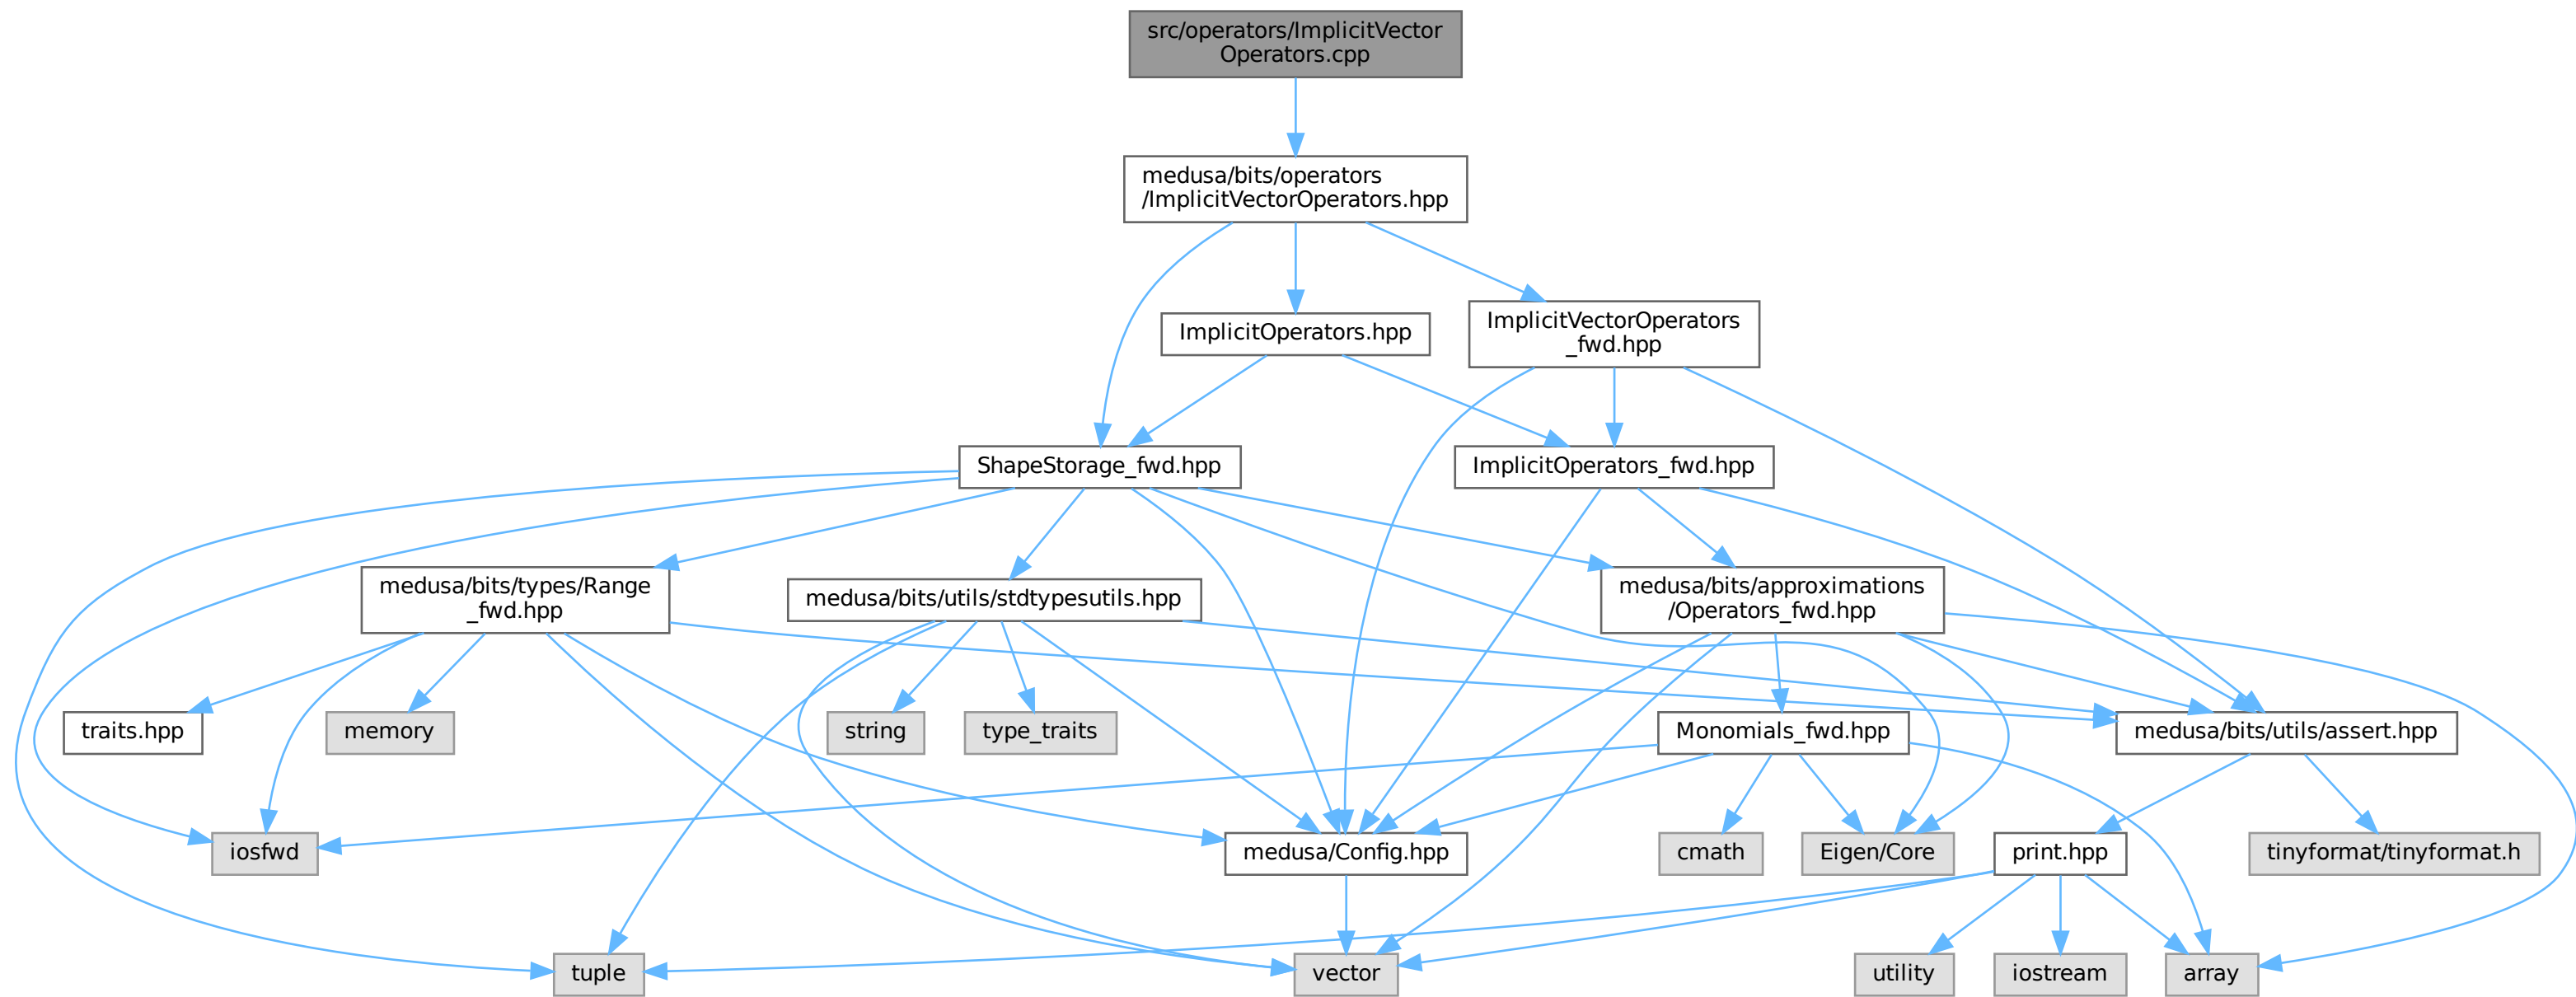 src/operators/ImplicitVector
Operators.cpp
medusa/bits/operators
/ImplicitVectorOperators.hpp
ImplicitOperators.hpp
ImplicitVectorOperators
_fwd.hpp
ShapeStorage_fwd.hpp
ImplicitOperators_fwd.hpp
medusa/bits/types/Range
_fwd.hpp
medusa/bits/utils/stdtypesutils.hpp
medusa/bits/approximations
/Operators_fwd.hpp
traits.hpp
memory
string
type_traits
Monomials_fwd.hpp
medusa/bits/utils/assert.hpp
iosfwd
medusa/Config.hpp
cmath
Eigen/Core
print.hpp
tinyformat/tinyformat.h
tuple
vector
utility
iostream
array